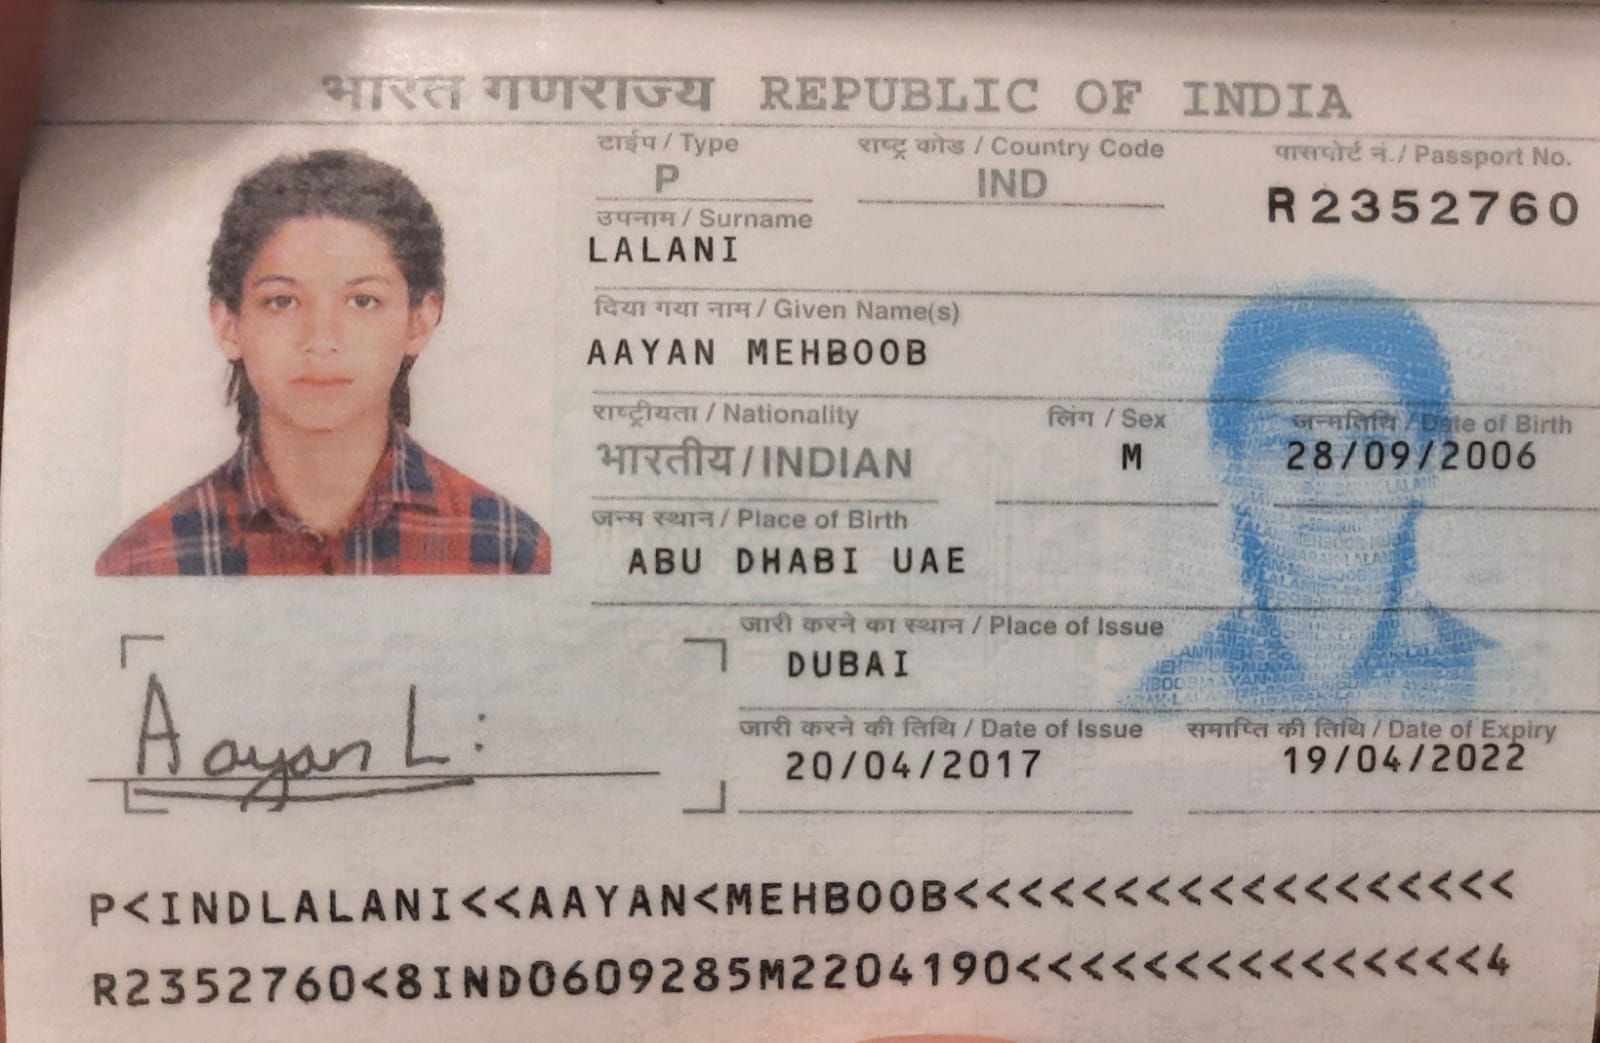 भारत गणराज्य REPUBLIC OF INDIA
टाईप / Type
राष्ट्र कोड / Country Code
पासपोर्ट नं. / Passport No.
P
IND
R2352760
उपनाम / Surname
LALANI
दिया गया नाम / Given Name(s)
AAYAN MEHBOOB
राष्ट्रीयता / Nationality
लिंग / Sex
जन्मतिथि / Date of Birth
भारतीय / INDIAN
M
28/09/2006
जन्म स्थान / Place of Birth
ABU DHABI UAE
जारी करने का स्थान / Place of Issue
DUBAI
जारी करने की तिथि / Date of Issue
समाप्ति की तिथि / Date of Expiry
20/04/2017
19/04/2022
Aayan L:
P<INDLALANI<<AAYAN<MEHBOOB<<<<<<<<<<<<<<<<<<
R2352760<8IND0609285M2204190<<<<<<<<<<<<<<<4